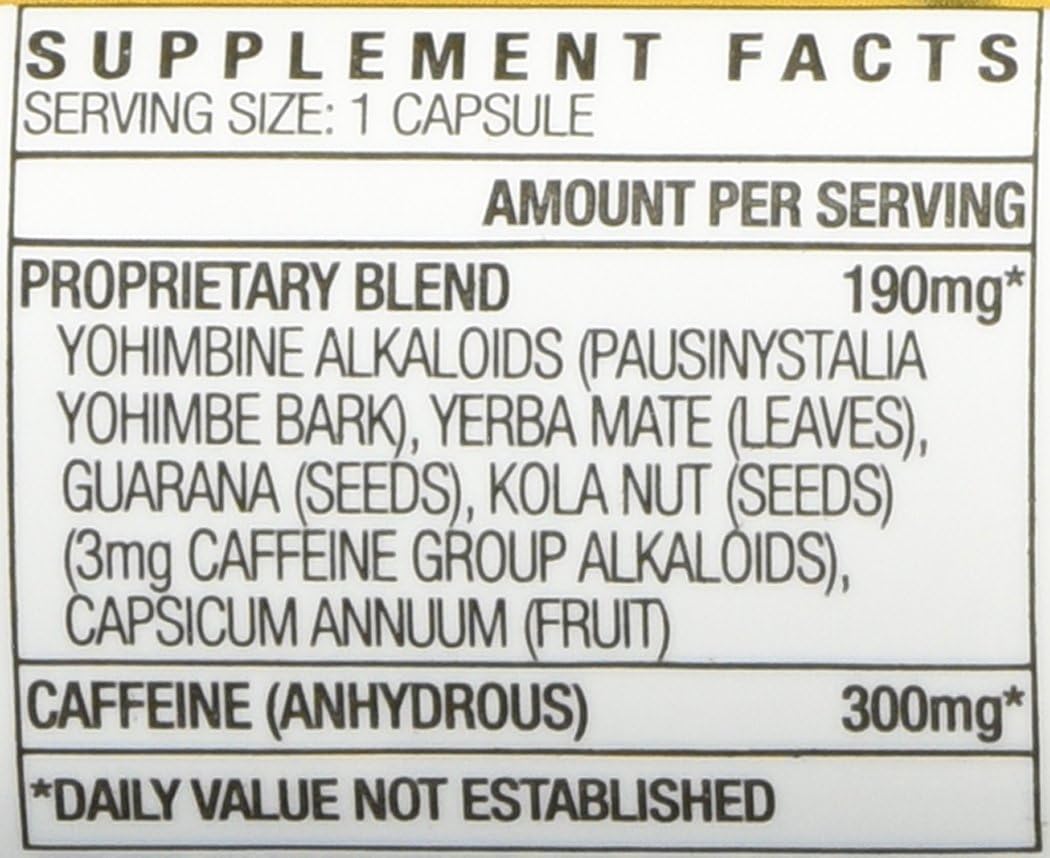 SUPPLEMENT FACTS
SERVING SIZE: 1 CAPSULE
AMOUNT PER SERVING
PROPRIETARY BLEND 190mg*
YOHIMBINE ALKALOIDS (PAUSINYSTALIA
YOHIMBE BARK), YERBA MATE (LEAVES),
GUARANA (SEEDS), KOLA NUT (SEEDS)
(3mg CAFFEINE GROUP ALKALOIDS),
CAPSICUM ANNUUM (FRUIT)
CAFFEINE (ANHYDROUS) 300mg*
*DAILY VALUE NOT ESTABLISHED